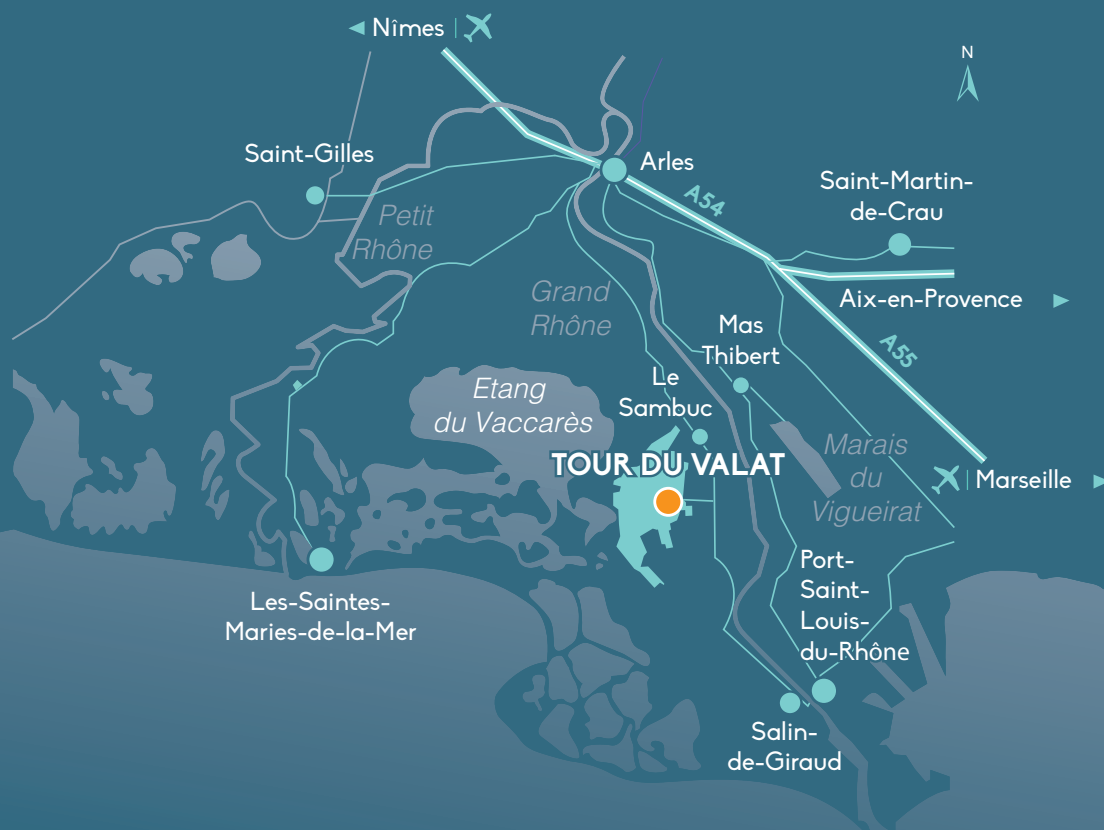 Nîmes
N
Saint-Gilles
Arles
A54
Saint-Martin-
de-Crau
Petit
Rhône
Grand
Rhône
Aix-en-Provence
Mas
Thibert
A55
Le
Sambuc
Etang
du Vaccarès
TOUR DU VALAT
Marais
du
Vigueirat
Marseille
Port-
Saint-
Louis-
du-Rhône
Les-Saintes-
Maries-de-la-Mer
Salin-
de-Giraud